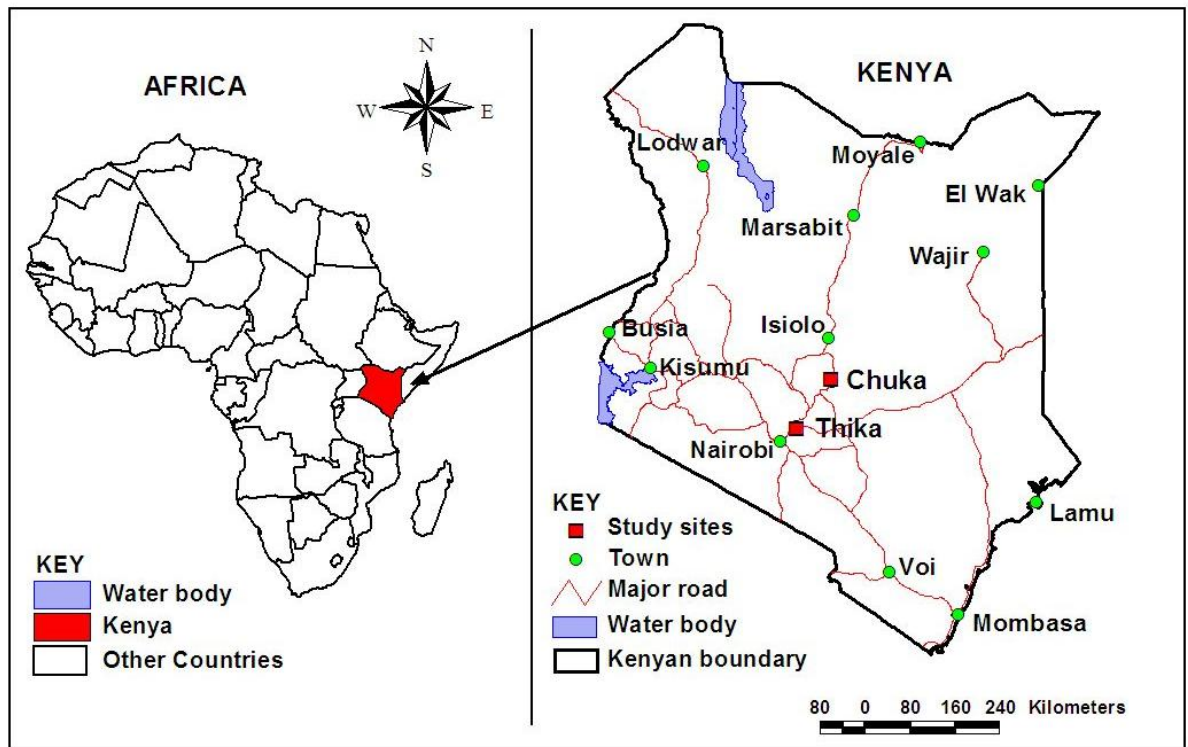 AFRICA
N
W
E
S
KEY
Water body
Kenya
Other Countries
KENYA
Lodwar
Moyale
El Wak
Marsabit
Wajir
Isiolo
Busia
Kisumu
Chuka
Thika
Nairobi
Lamu
Voi
Mombasa
KEY
Study sites
Town
Major road
Water body
Kenyan boundary
80 0 80 160 240 Kilometers